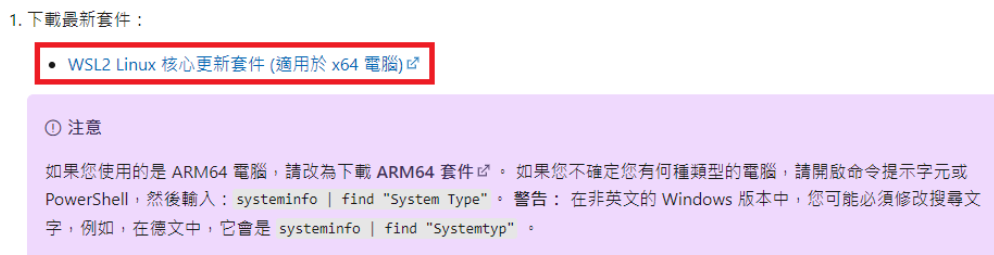 1. 下載最新套件：
• WSL2 Linux 核心更新套件 (適用於 x64 電腦)
注意
如果您使用的是 ARM64 電腦，請改為下載 ARM64 套件。 如果您不確定您有何種類型的電腦，請開啟命令提示字元或
PowerShell，然後輸入： systeminfo | find "System Type" 。 警告： 在非英文的 Windows 版本中，您可能必須修改搜尋文
字，例如，在德文中，它會是 systeminfo | find "Systemtyp" 。